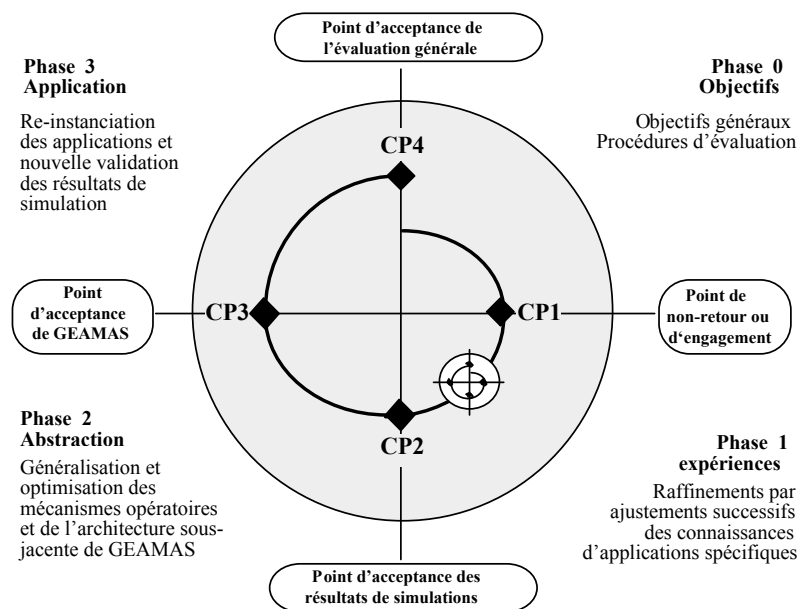 Point d'acceptance de
l'évaluation générale
Phase 3
Application
Re-instanciation
des applications et
nouvelle validation
des résultats de
simulation
Phase 0
Objectifs
Objectifs généraux
Procédures d'évaluation
CP4
Point
d'acceptance
de GEAMAS
CP3
CP1
Point de
non-retour ou
d'engagement
CP2
Phase 2
Abstraction
Généralisation et
optimisation des
mécanismes opératoires
et de l'architecture sous-
jacente de GEAMAS
Phase 1
expériences
Raffinements par
ajustements successifs
des connaissances
d'applications spécifiques
Point d'acceptance des
résultats de simulations